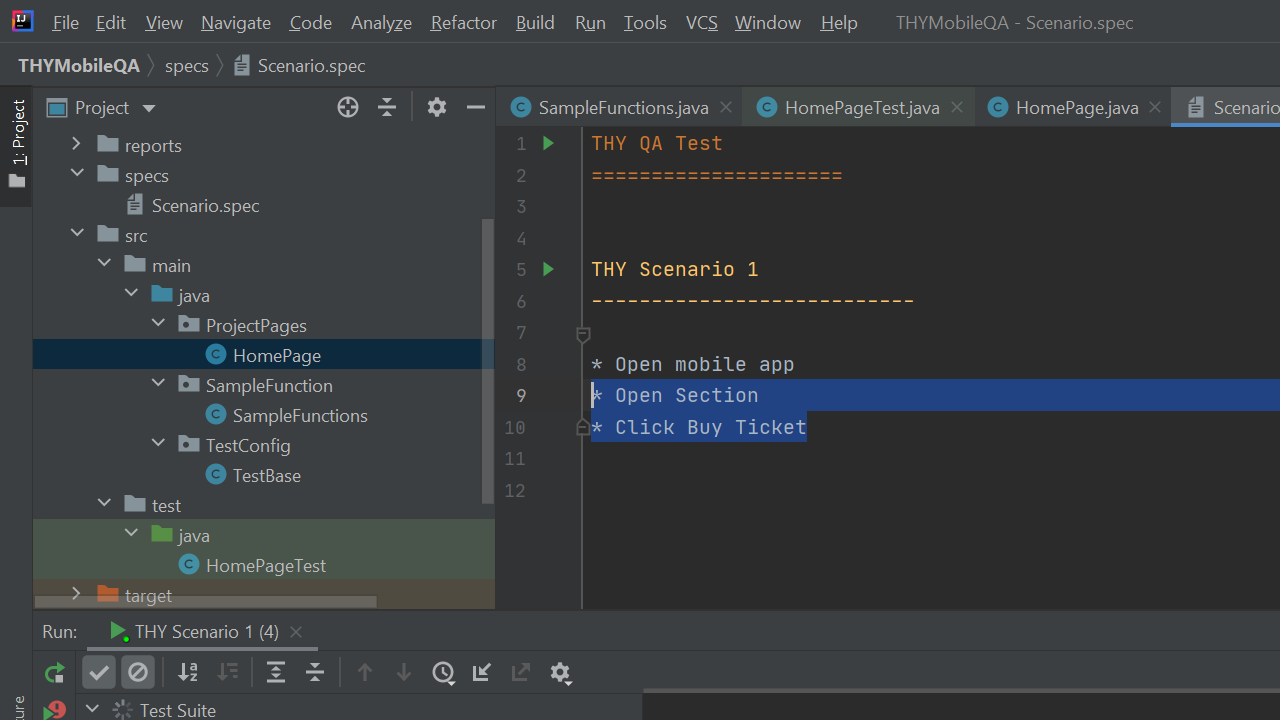 File Edit View Navigate Code Analyze Refactor Build Run Tools VCS Window Help THYMobileQA - Scenario.spec
THYMobileQA specs Scenario.spec
1: Project
Project
SampleFunctions.java HomePageTest.java HomePage.java Scenario
reports
specs
Scenario.spec
src
main
java
ProjectPages
HomePage
SampleFunction
SampleFunctions
TestConfig
TestBase
test
java
HomePageTest
target
1 THY QA Test
2 =====================
3
4
5 THY Scenario 1
6 ---------------------------
7
8 * Open mobile app
9 * Open Section
10 * Click Buy Ticket
11
12
Run: THY Scenario 1 (4)
Test Suite